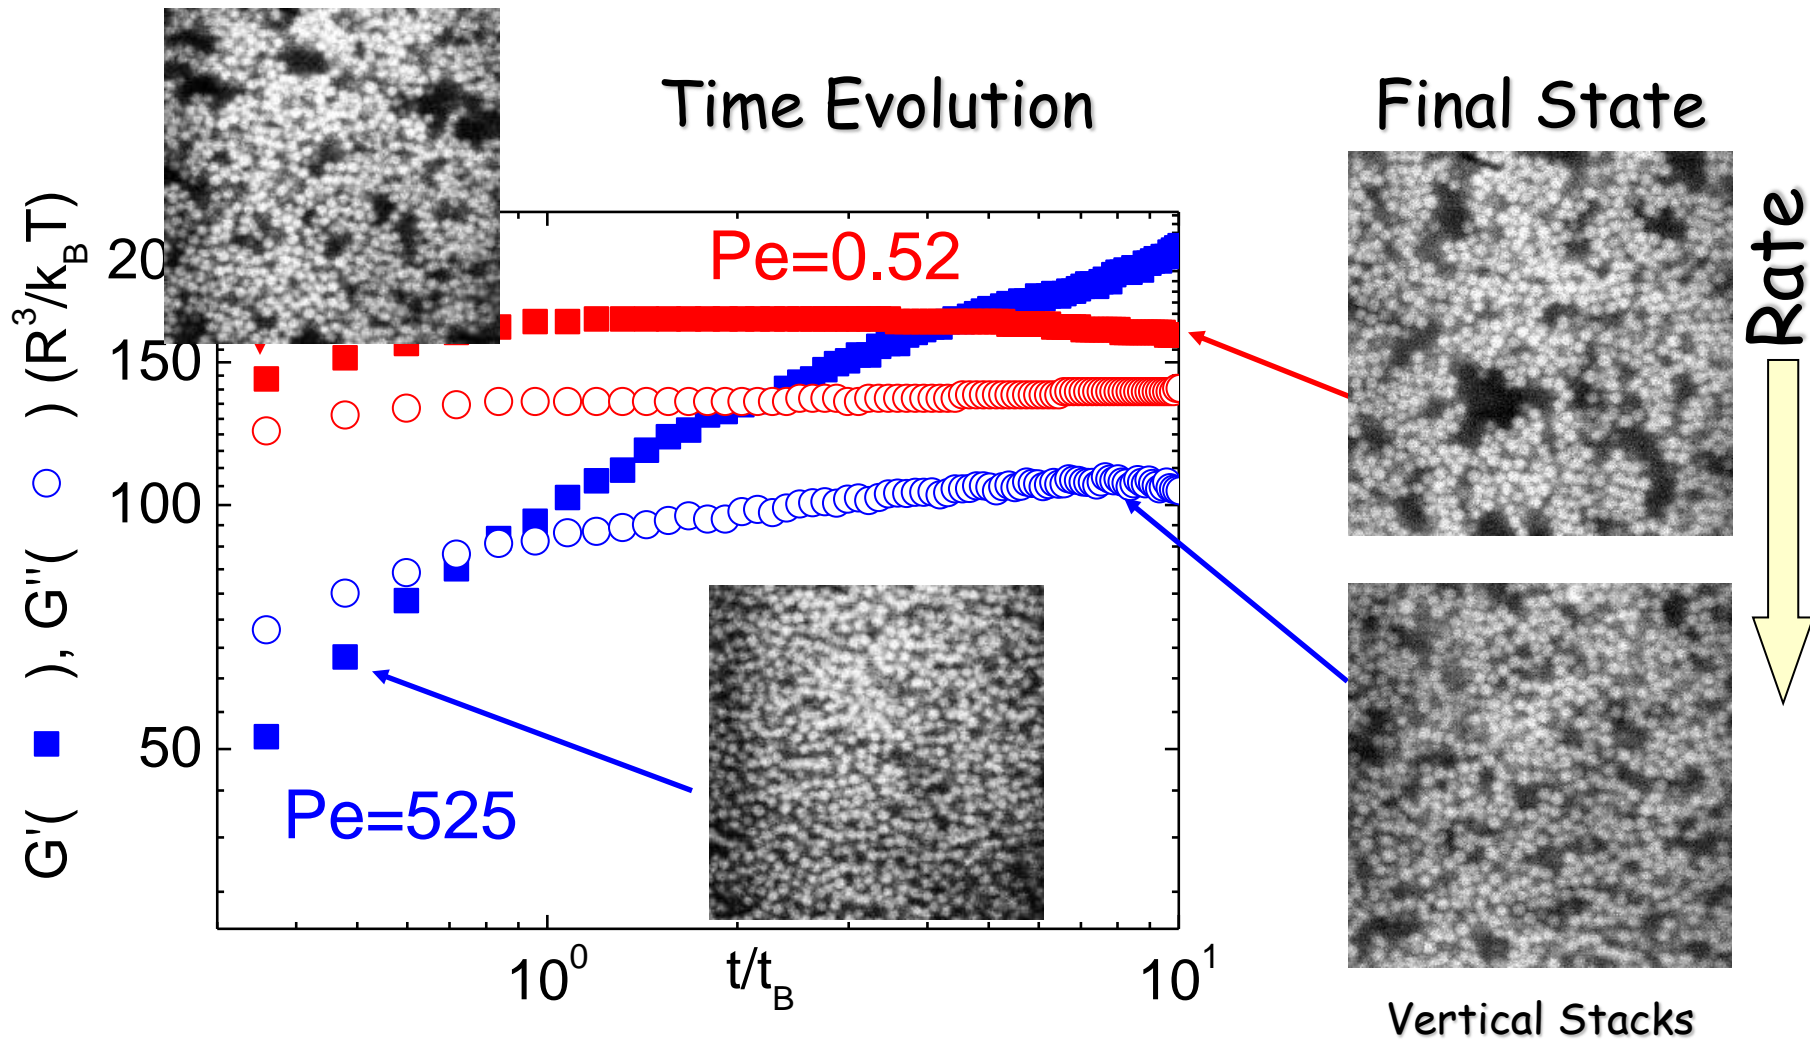 Time Evolution
Final State
G'( ■ ), G''( ○ ) (R³/k_BT)
20
150
100
50
Pe=0.52
Pe=525
10⁰
t/t_B
10¹
Rate
Vertical Stacks